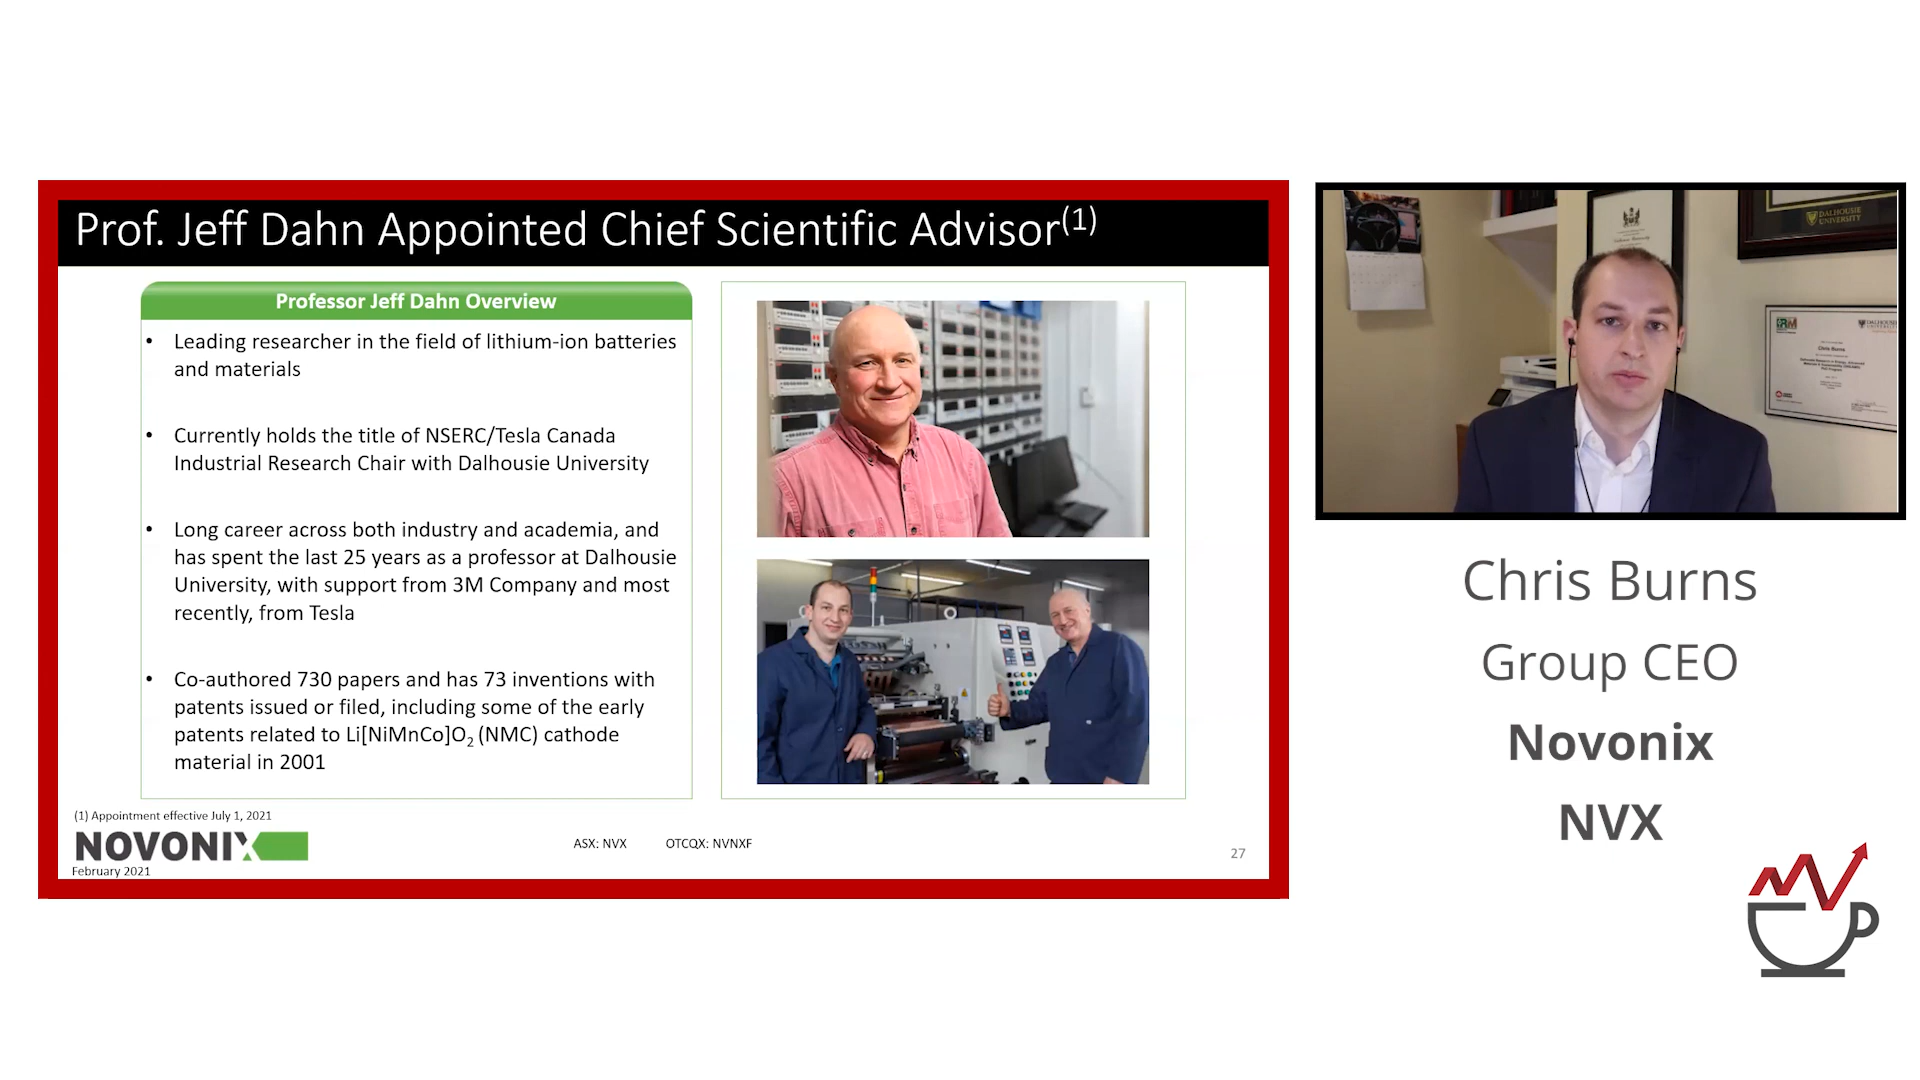 Prof. Jeff Dahn Appointed Chief Scientific Advisor(1)
Professor Jeff Dahn Overview
• Leading researcher in the field of lithium-ion batteries
and materials
• Currently holds the title of NSERC/Tesla Canada
Industrial Research Chair with Dalhousie University
• Long career across both industry and academia, and
has spent the last 25 years as a professor at Dalhousie
University, with support from 3M Company and most
recently, from Tesla
• Co-authored 730 papers and has 73 inventions with
patents issued or filed, including some of the early
patents related to Li[NiMnCo]O2 (NMC) cathode
material in 2001
(1) Appointment effective July 1, 2021
NOVONIX
February 2021
ASX: NVX OTCQX: NVNXF
27
DALHOUSIE
UNIVERSITY
Chris Burns
Chris Burns
Group CEO
Novonix
NVX